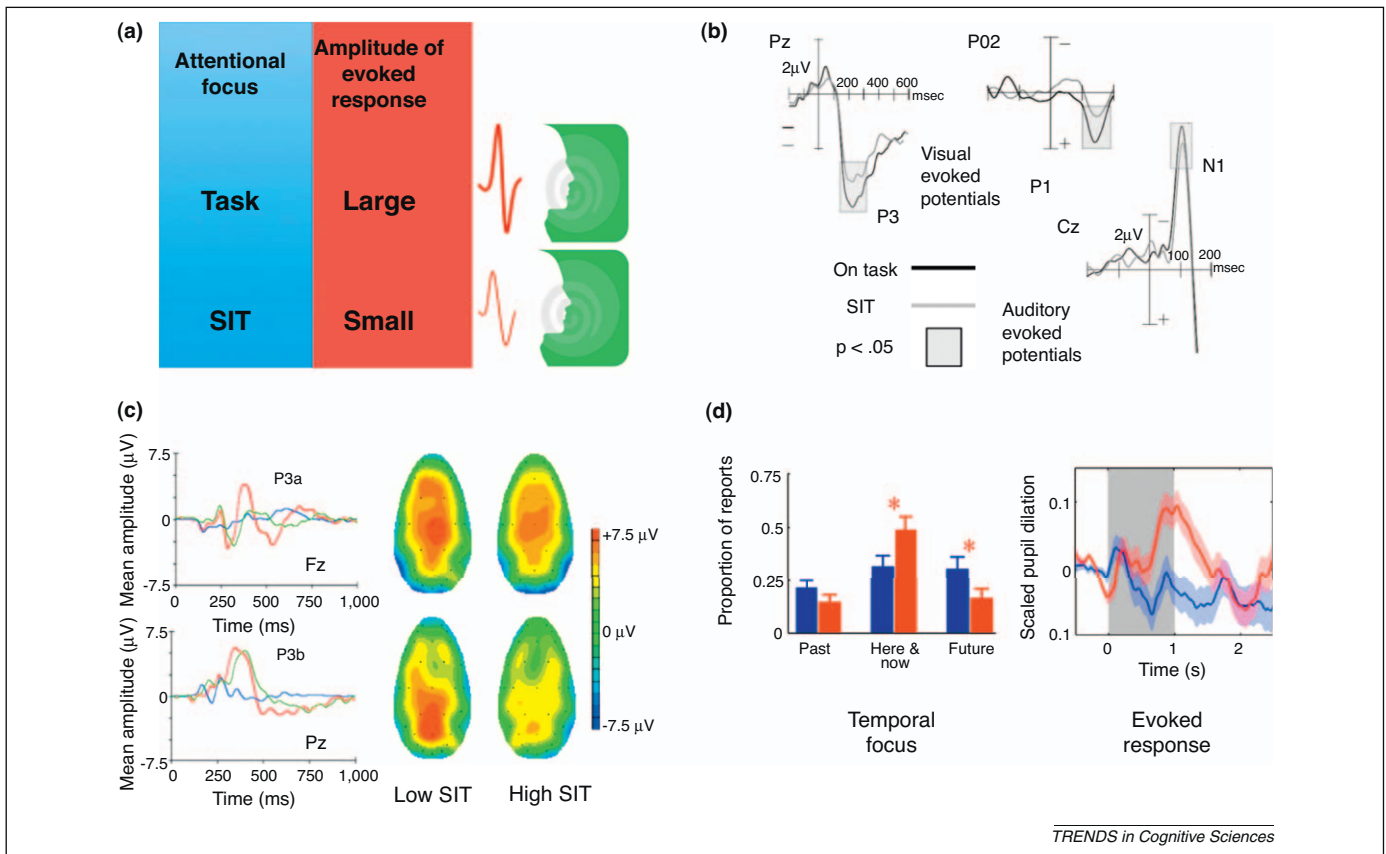 (a)
Attentional
focus
Amplitude of
evoked
response
Task
Large
SIT
Small
(b)
Pz
2μV
200 400 600
msec
P3
Visual
evoked
potentials
P02
−
+
P1
N1
Cz
2μV
−
100 200
msec
+
On task
SIT
p < .05
Auditory
evoked
potentials
(c)
Mean amplitude (μV)
7.5
0
-7.5
P3a
Fz
0 250 500 750 1,000
Time (ms)
Mean amplitude (μV)
7.5
0
-7.5
P3b
Pz
0 250 500 750 1,000
Time (ms)
+7.5 μV
0 μV
-7.5 μV
Low SIT
High SIT
(d)
Proportion of reports
0.75
0.5
0.25
0
* *
Past
Here &
now
Future
Temporal
focus
Scaled pupil dilation
0.1
0
0.1
0 1 2
Time (s)
Evoked
response
TRENDS in Cognitive Sciences